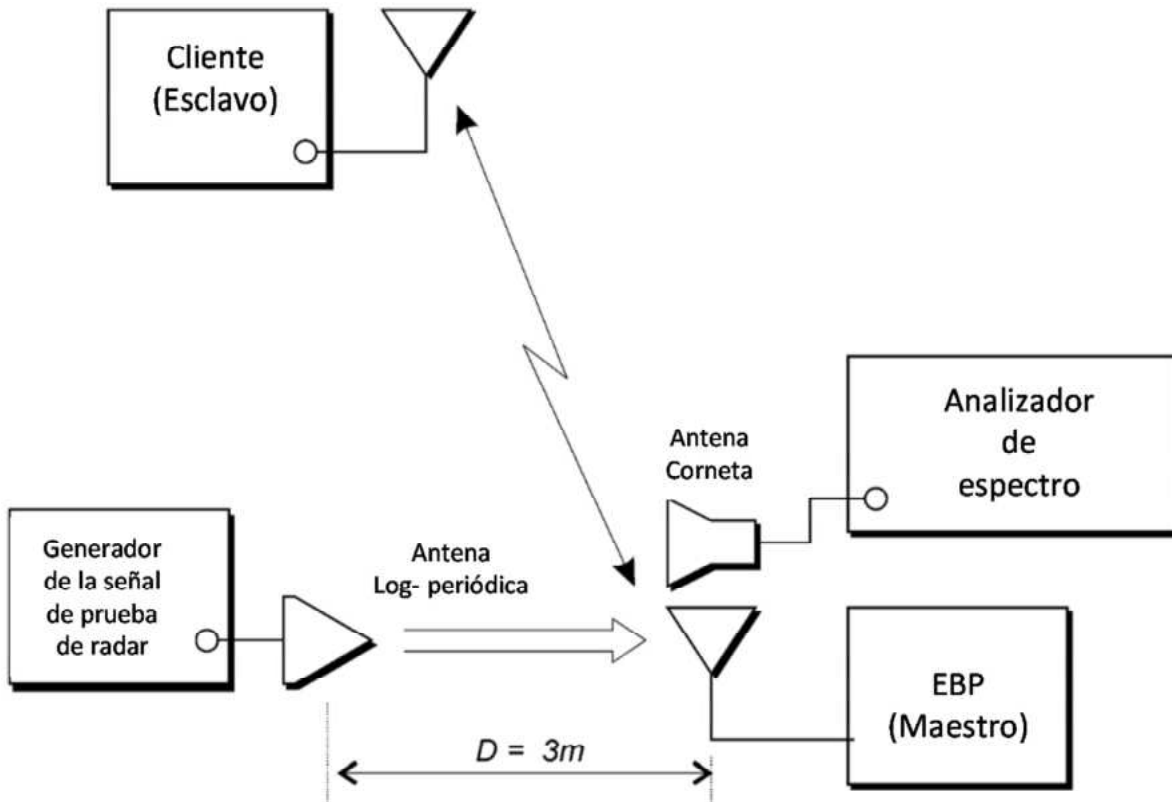 Cliente
(Esclavo)
Analizador
de
espectro
Antena
Corneta
Generador
de la señal
de prueba
de radar
Antena
Log- periódica
EBP
(Maestro)
D = 3m